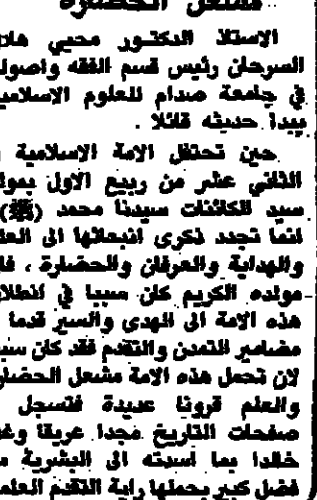 مشعل الحضارة
الاستاذ الدكتور محيي هلال
السرحان رئيس قسم الفقه واصوله
في جامعة صدام للعلوم الاسلامية
يبدا حديثه قائلا .
حين تحتفل الامة الاسلامية
الثاني عشر من ربيع الاول بمولد
سيد الكائنات سيدنا محمد (ﷺ)
انما تجدد ذكرى انبعاثها الى العلم
والهداية والعرفان والحضارة ، فان
مولده الكريم كان سببا في انطلاق
هذه الامة الى الهدى والسير قدما
مضامير التمدن والتقدم فقد كان سببا
لان تحمل هذه الامة مشعل الحضارة
والعلم قرونا عديدة فتسجل
صفحات التاريخ مجدا عريقا
خالدا بما اسدته الى البشرية
فضل كبير بحملها راية التقدم العلمي